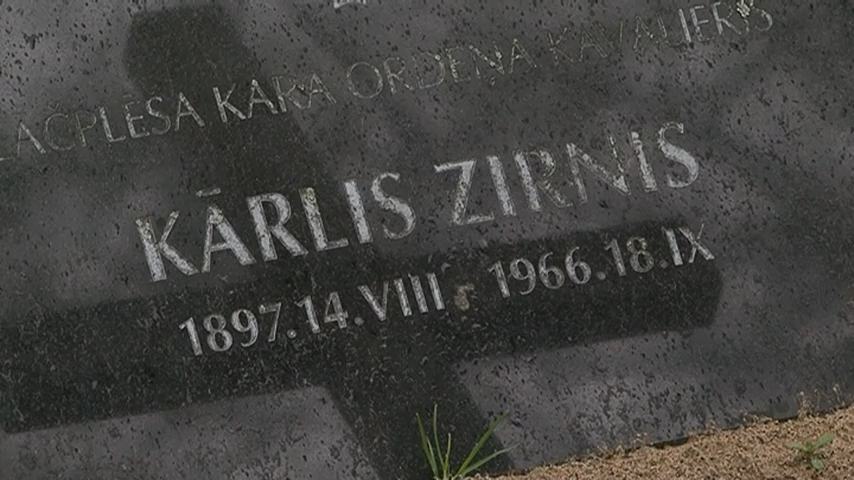 LĀČPLĒSA KARA ORDEŅA KAVALIERIS
KĀRLIS ZIRNIS
1897.14.VIII 1966.18.IX